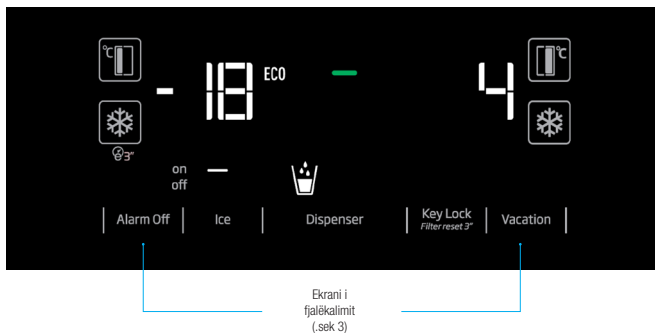 °C
°C
- 18 ECO
4
3"
on
off
Alarm Off
Ice
Dispenser
Key Lock
Filter reset 3"
Vacation
Ekrani i
fjalëkalimit
(.sek 3)